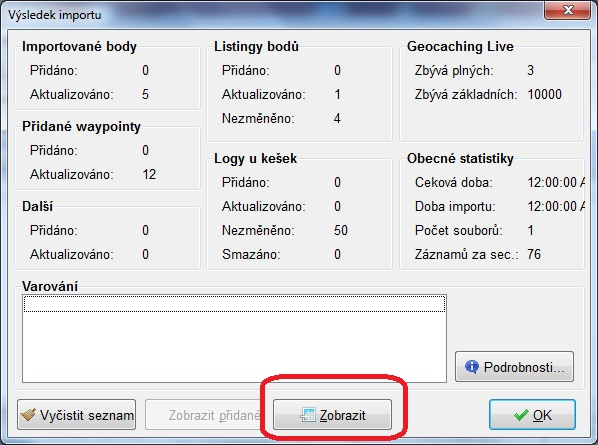 Výsledek importu
Importované body
Přidáno: 0
Aktualizováno: 5
Přidané waypointy
Přidáno: 0
Aktualizováno: 12
Další
Přidáno: 0
Aktualizováno: 0
Listingy bodů
Přidáno: 0
Aktualizováno: 1
Nezměněno: 4
Logy u kešek
Přidáno: 0
Aktualizováno: 0
Nezměněno: 50
Smazáno: 0
Geocaching Live
Zbývá plných: 3
Zbývá základních: 10000
Obecné statistiky
Ceková doba: 12:00:00 A
Doba importu: 12:00:00 A
Počet souborů: 1
Záznamů za sec.: 76
Varování
Podrobnosti...
Vyčistit seznam
Zobrazit přidané
Zobrazit
OK